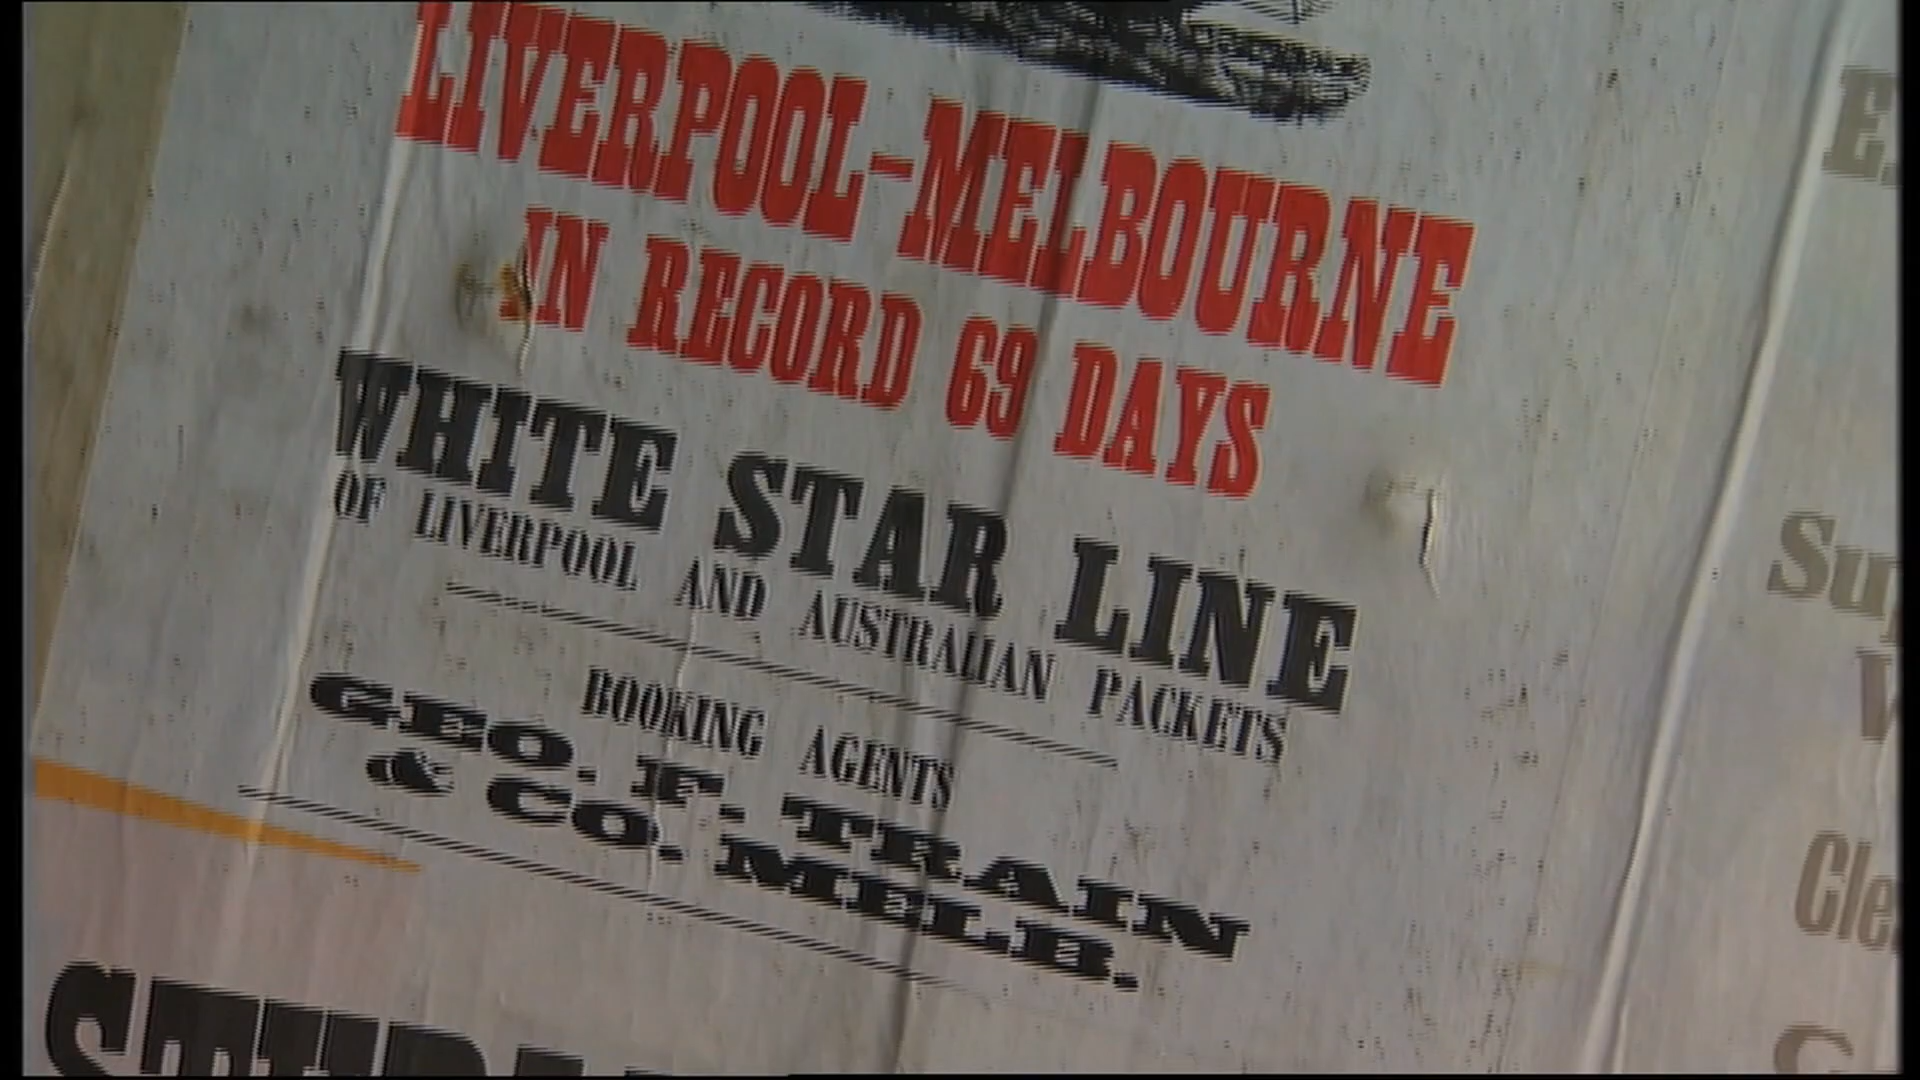 LIVERPOOL-MELBOURNE
IN RECORD 69 DAYS
WHITE STAR LINE
OF LIVERPOOL AND AUSTRALIAN PACKETS
BOOKING AGENTS
GEO. F. TRAIN
& CO. MELB.